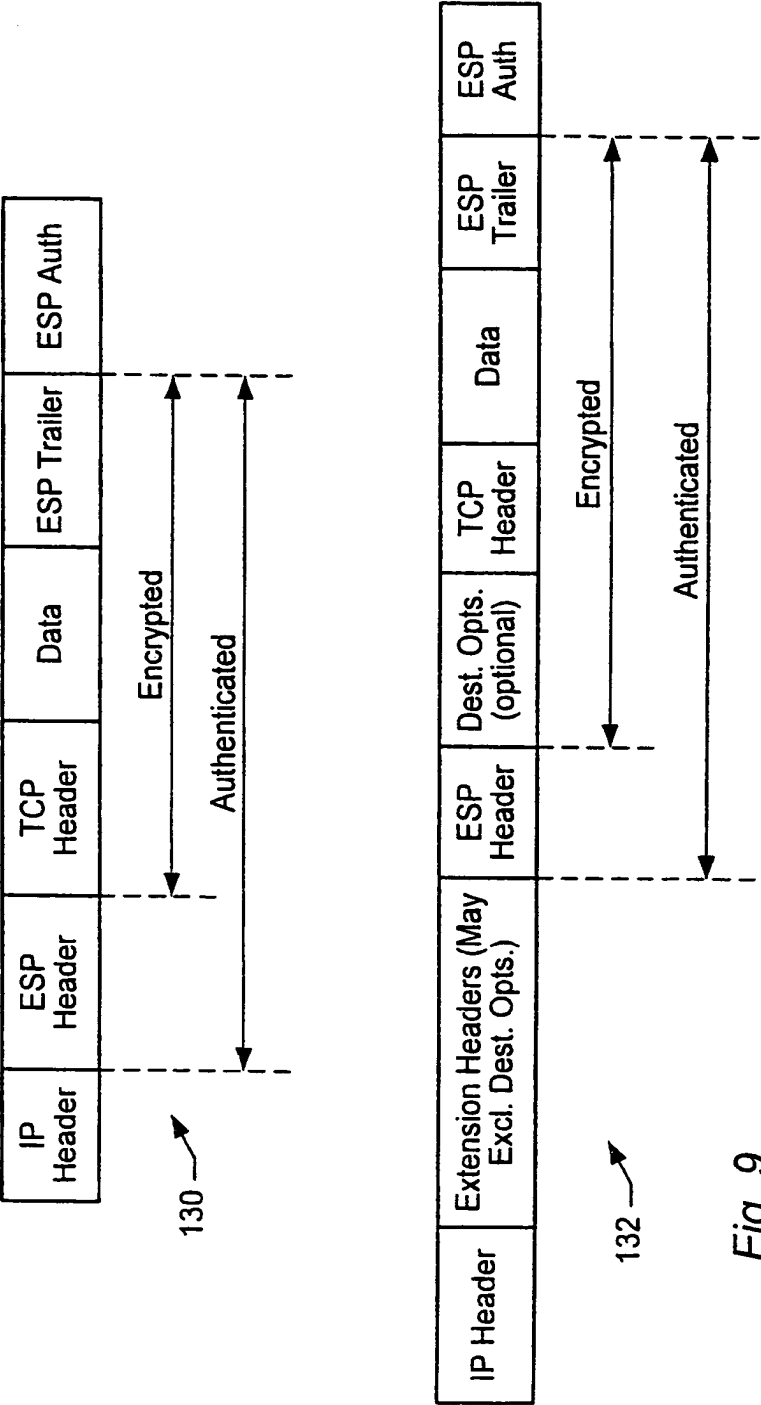 IP
Header
ESP
Header
TCP
Header
Data
ESP Trailer
ESP Auth
Encrypted
Authenticated
130
IP Header
Extension Headers (May
Excl. Dest. Opts.)
ESP
Header
Dest. Opts.
(optional)
TCP
Header
Data
ESP
Trailer
ESP
Auth
Encrypted
Authenticated
132
Fig. 9